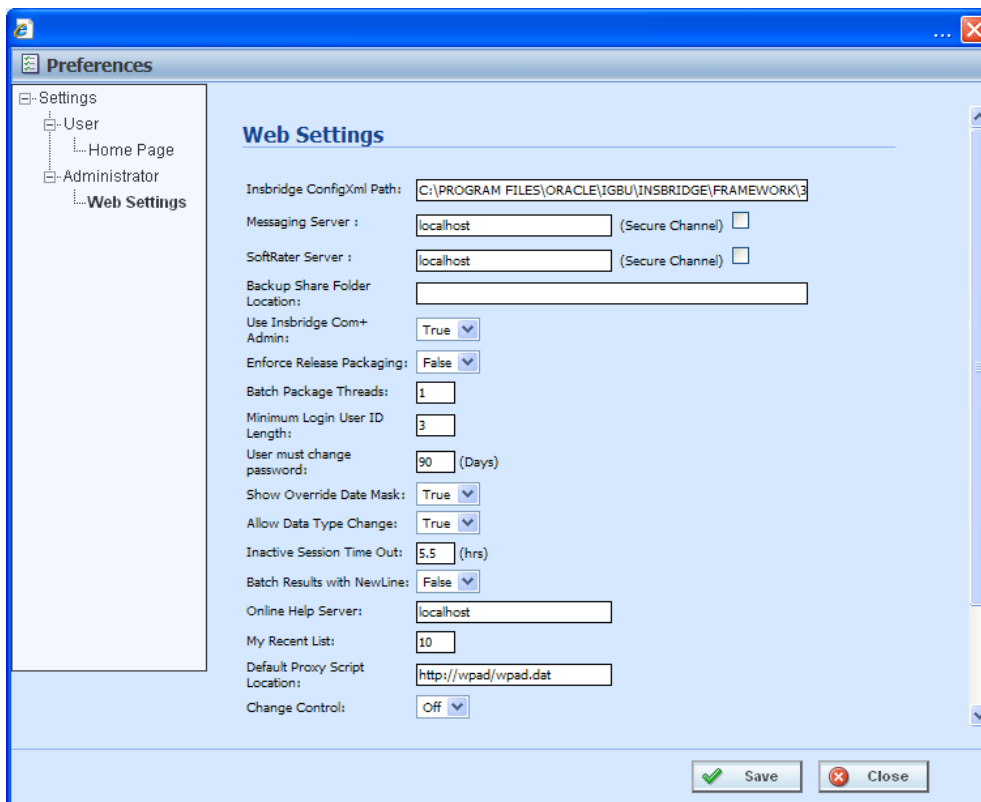 ...
Preferences
Settings
User
Home Page
Administrator
Web Settings
Web Settings
Insbridge ConfigXml Path: C:\PROGRAM FILES\ORACLE\IGBU\INSBRIDGE\FRAMEWORK\3
Messaging Server : localhost (Secure Channel)
SoftRater Server : localhost (Secure Channel)
Backup Share Folder
Location:
Use Insbridge Com+
Admin: True
Enforce Release Packaging: False
Batch Package Threads: 1
Minimum Login User ID
Length: 3
User must change
password: 90 (Days)
Show Override Date Mask: True
Allow Data Type Change: True
Inactive Session Time Out: 5.5 (hrs)
Batch Results with NewLine: False
Online Help Server: localhost
My Recent List: 10
Default Proxy Script
Location: http://wpad/wpad.dat
Change Control: Off
Save Close